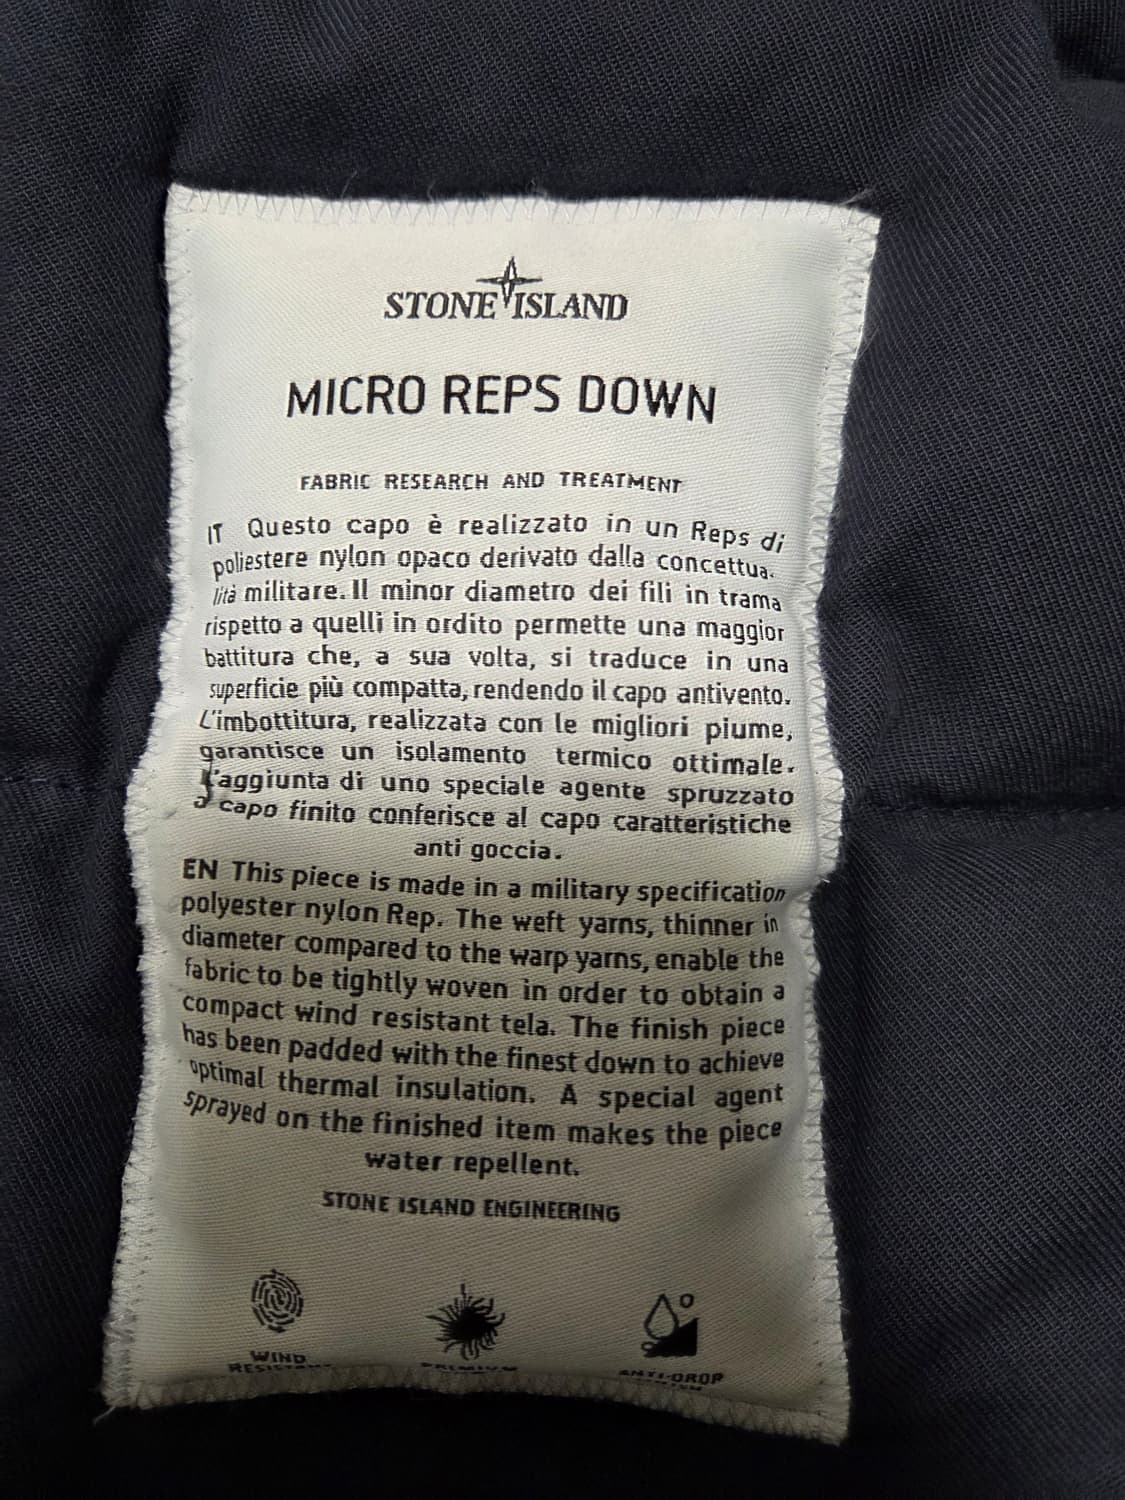 STONE ISLAND
MICRO REPS DOWN
FABRIC RESEARCH AND TREATMENT
IT Questo capo è realizzato in un Reps di
poliestere nylon opaco derivato dalla concettua.
lità militare. Il minor diametro dei fili in trama
rispetto a quelli in ordito permette una maggior
battitura che, a sua volta, si traduce in una
superficie più compatta, rendendo il capo antivento.
L'imbottitura, realizzata con le migliori piume,
garantisce un isolamento termico ottimale.
L'aggiunta di uno speciale agente spruzzato
a capo finito conferisce al capo caratteristiche
anti goccia.
EN This piece is made in a military specification
polyester nylon Rep. The weft yarns, thinner in
diameter compared to the warp yarns, enable the
fabric to be tightly woven in order to obtain a
compact wind resistant tela. The finish piece
has been padded with the finest down to achieve
optimal thermal insulation. A special agent
sprayed on the finished item makes the piece
water repellent.
STONE ISLAND ENGINEERING
WIND PREMIUM ANTI-DROP
RESISTANT